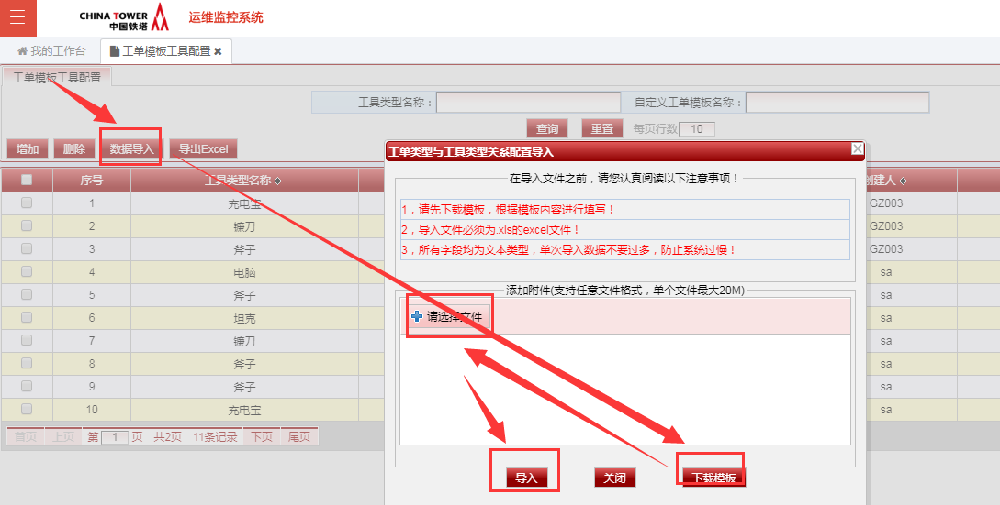 CHINA TOWER
中国铁塔
运维监控系统
我的工作台 工单模板工具配置
工单模板工具配置
工具类型名称： 自定义工单模板名称：
查询 重置 每页行数 10
增加 删除 数据导入 导出Excel
序号 工具类型名称 创建人
1 充电宝 GZ003
2 镰刀 GZ003
3 斧子 GZ003
4 电脑 sa
5 斧子 sa
6 坦克 sa
7 镰刀 sa
8 斧子 sa
9 斧子 sa
10 充电宝 sa
首页 上页 第 1 页 共2页 11条记录 下页 尾页
工单类型与工具类型关系配置导入
在导入文件之前，请您认真阅读以下注意事项！
1，请先下载模板，根据模板内容进行填写！
2，导入文件必须为.xls的excel文件！
3，所有字段均为文本类型，单次导入数据不要过多，防止系统过慢！
添加附件(支持任意文件格式，单个文件最大20M)
请选择文件
导入 关闭 下载模板